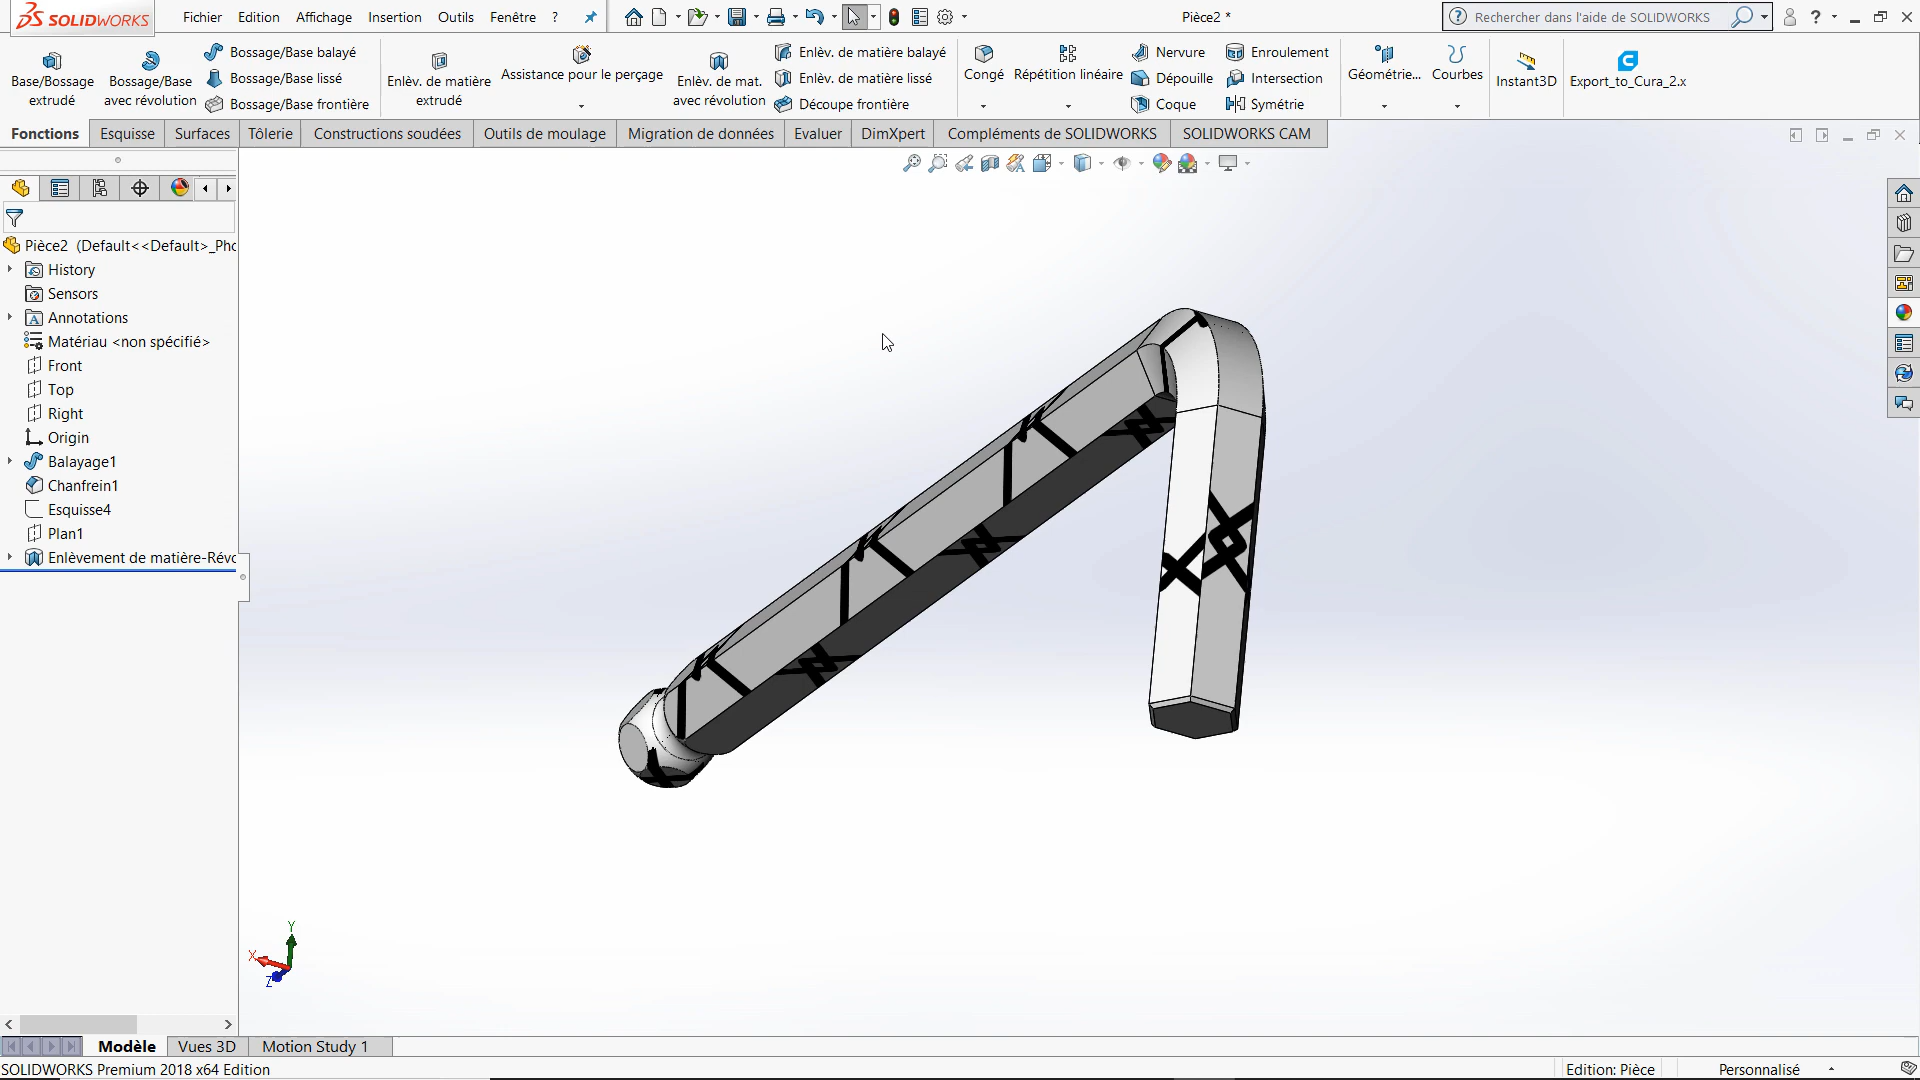 SOLIDWORKS
Fichier Edition Affichage Insertion Outils Fenêtre ?
Pièce2 *
Rechercher dans l'aide de SOLIDWORKS
?
Base/Bossage extrudé
Bossage/Base avec révolution
Bossage/Base balayé
Bossage/Base lissé
Bossage/Base frontière
Enlèv. de matière extrudé
Assistance pour le perçage
Enlèv. de mat. avec révolution
Enlèv. de matière balayé
Enlèv. de matière lissé
Découpe frontière
Congé
Répétition linéaire
Nervure
Dépouille
Coque
Enroulement
Intersection
Symétrie
Géométrie...
Courbes
Instant3D
Export_to_Cura_2.x
Fonctions Esquisse Surfaces Tôlerie Constructions soudées Outils de moulage Migration de données Evaluer DimXpert Compléments de SOLIDWORKS SOLIDWORKS CAM
Pièce2 (Default<<Default>_Phc
History
Sensors
Annotations
Matériau <non spécifié>
Front
Top
Right
Origin
Balayage1
Chanfrein1
Esquisse4
Plan1
Enlèvement de matière-Révc
Y
X
Z
Modèle Vues 3D Motion Study 1
SOLIDWORKS Premium 2018 x64 Edition
Edition: Pièce
Personnalisé